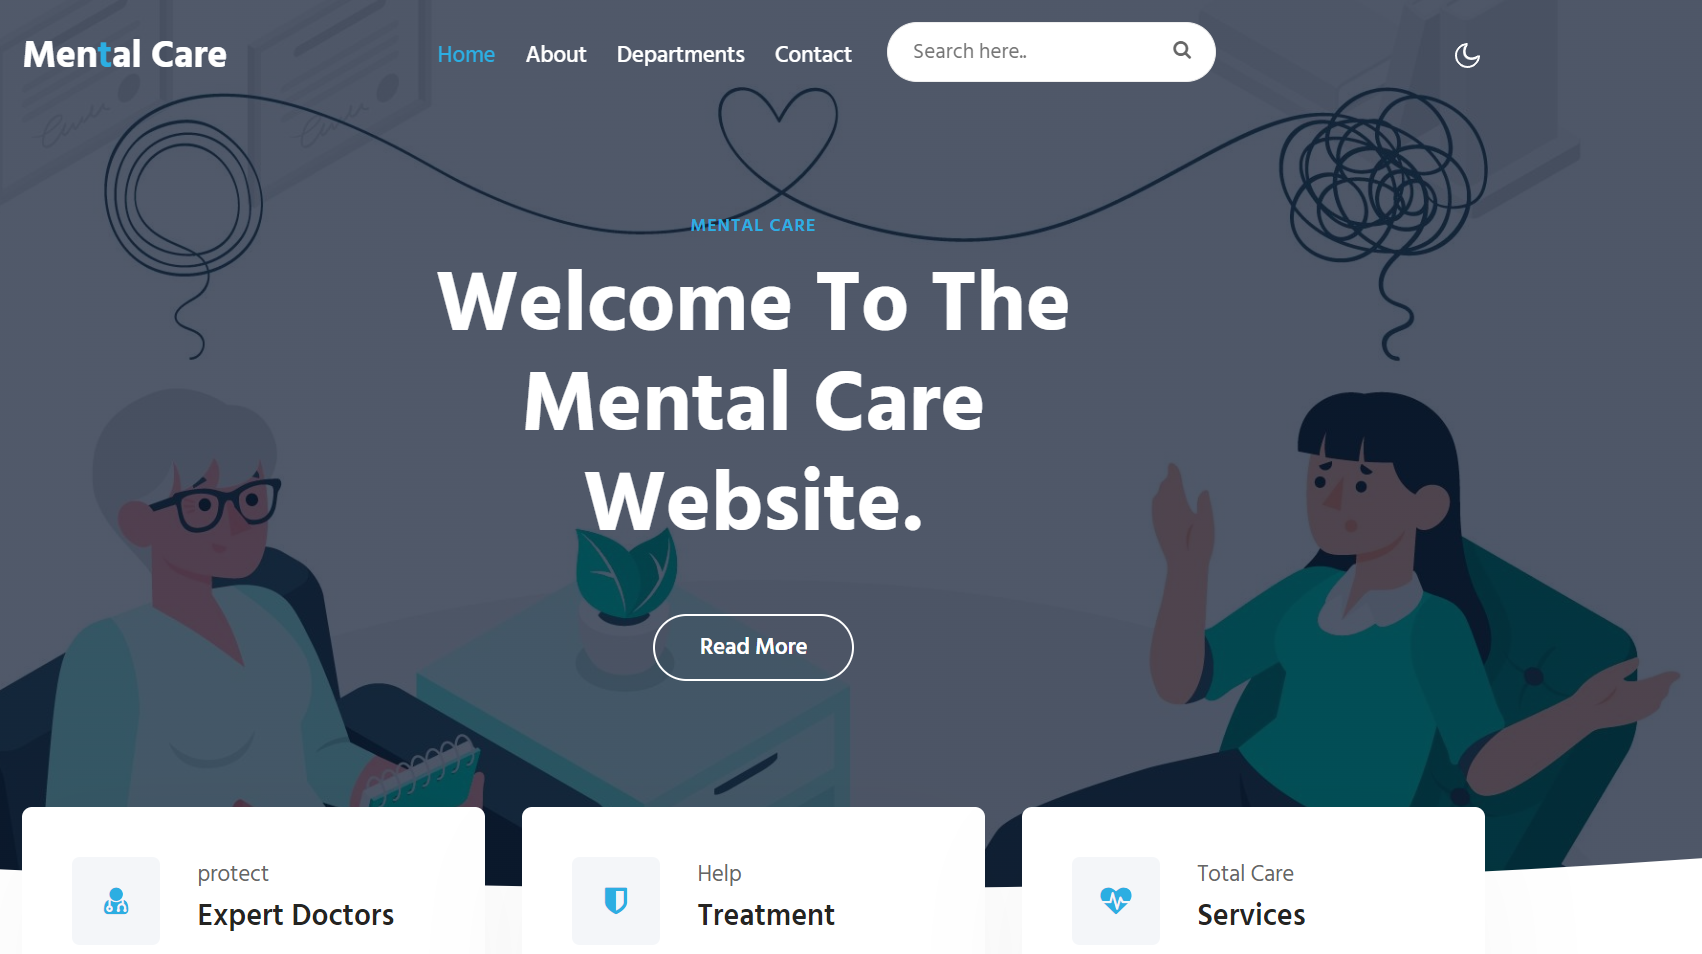 Mental Care
Home About Departments Contact
Search here..
MENTAL CARE
Welcome To The
Mental Care
Website.
Read More
protect
Expert Doctors
Help
Treatment
Total Care
Services